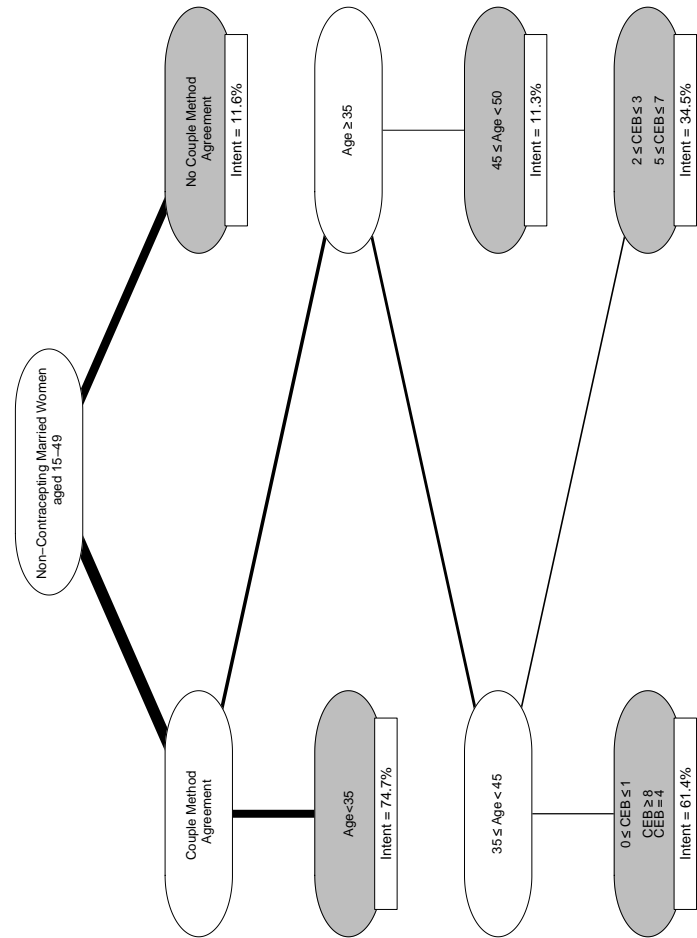 Non−Contracepting Married Women
aged 15−49
Couple Method
Agreement
No Couple Method
Agreement
Intent = 11.6%
Age<35
Intent = 74.7%
Age ≥ 35
35 ≤ Age < 45
45 ≤ Age < 50
Intent = 11.3%
0 ≤ CEB ≤ 1
CEB ≥ 8
CEB = 4
Intent = 61.4%
2 ≤ CEB ≤ 3
5 ≤ CEB ≤ 7
Intent = 34.5%